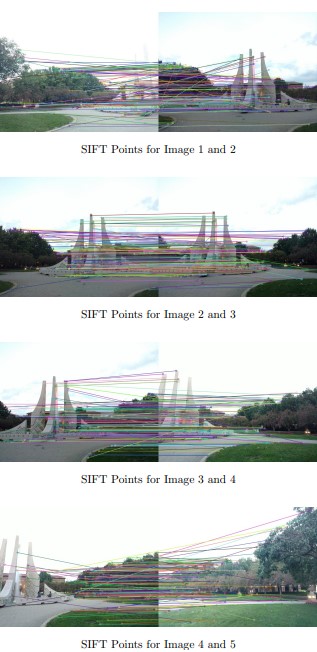 SIFT Points for Image 1 and 2
SIFT Points for Image 2 and 3
SIFT Points for Image 3 and 4
SIFT Points for Image 4 and 5